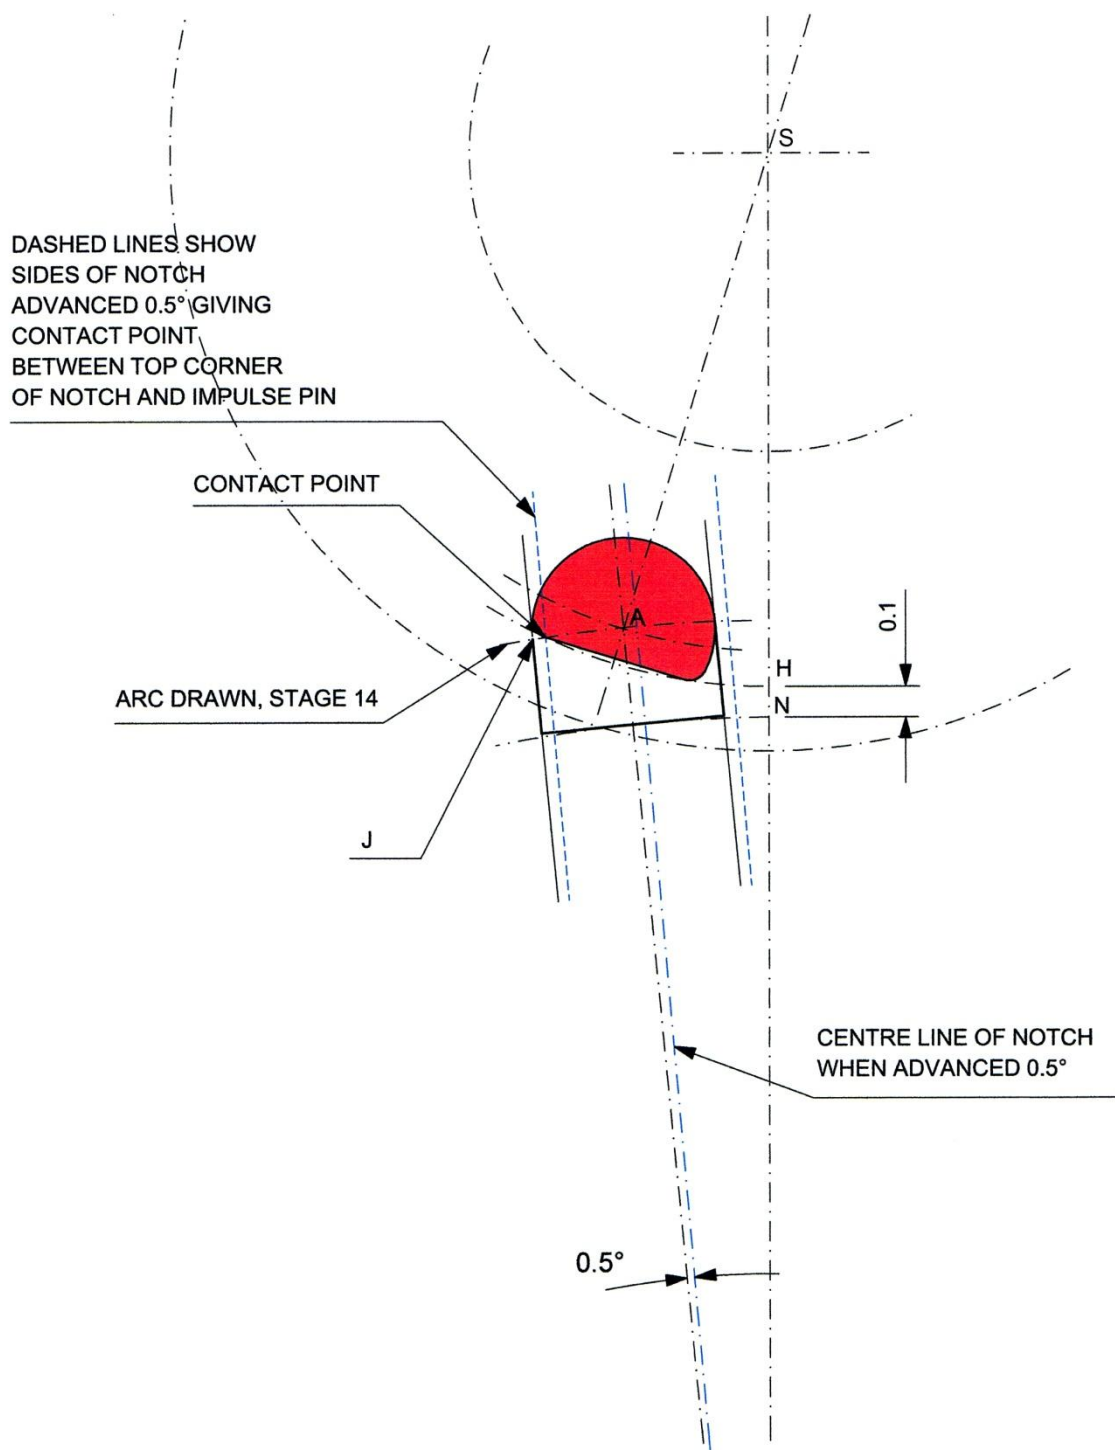 S
DASHED LINES SHOW
SIDES OF NOTCH
ADVANCED 0.5° GIVING
CONTACT POINT
BETWEEN TOP CORNER
OF NOTCH AND IMPULSE PIN
CONTACT POINT
A
0.1
H
ARC DRAWN, STAGE 14
N
J
CENTRE LINE OF NOTCH
WHEN ADVANCED 0.5°
0.5°